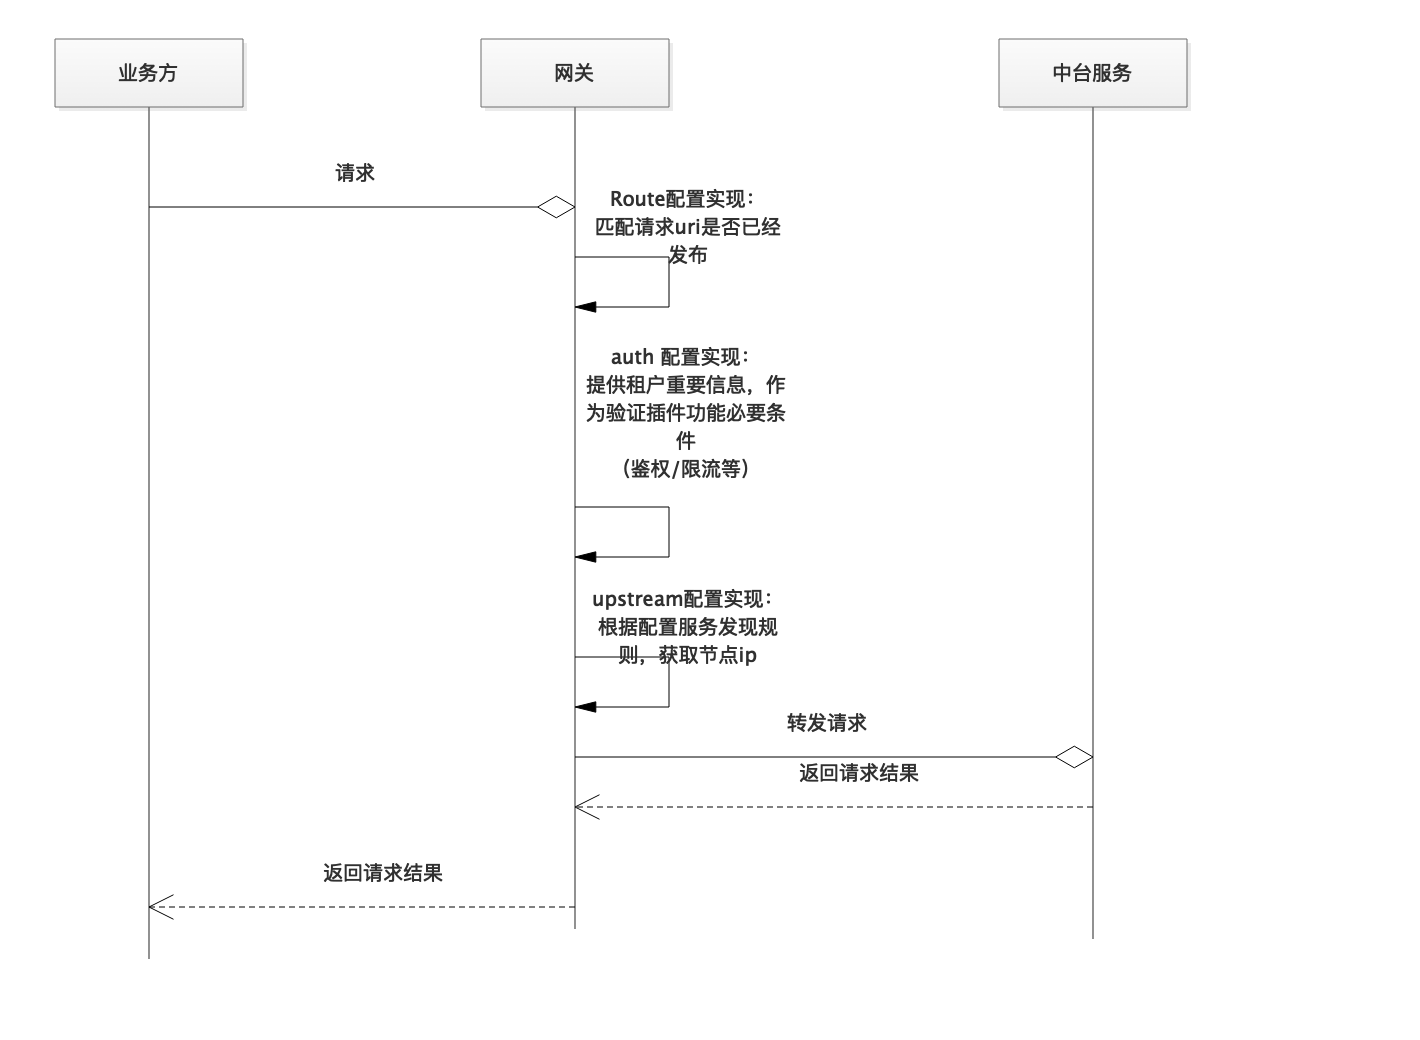 业务方
网关
中台服务
请求
Route配置实现：
匹配请求uri是否已经
发布
auth 配置实现：
提供租户重要信息，作
为验证插件功能必要条
件
（鉴权/限流等）
upstream配置实现：
根据配置服务发现规
则，获取节点ip
转发请求
返回请求结果
返回请求结果